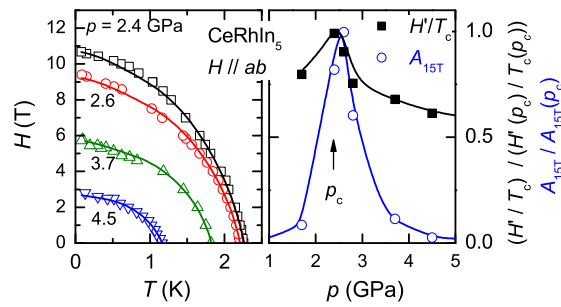 p = 2.4 GPa
CeRhIn5
H // ab
2.6
3.7
4.5
12
10
8
6
4
2
0
H (T)
0 1 2
T (K)
H'/Tc
A15T
pc
1 2 3 4 5
p (GPa)
1.0
0.5
0.0
(H' / Tc) / (H'(pc) / Tc(pc))
A15T / A15T(pc)